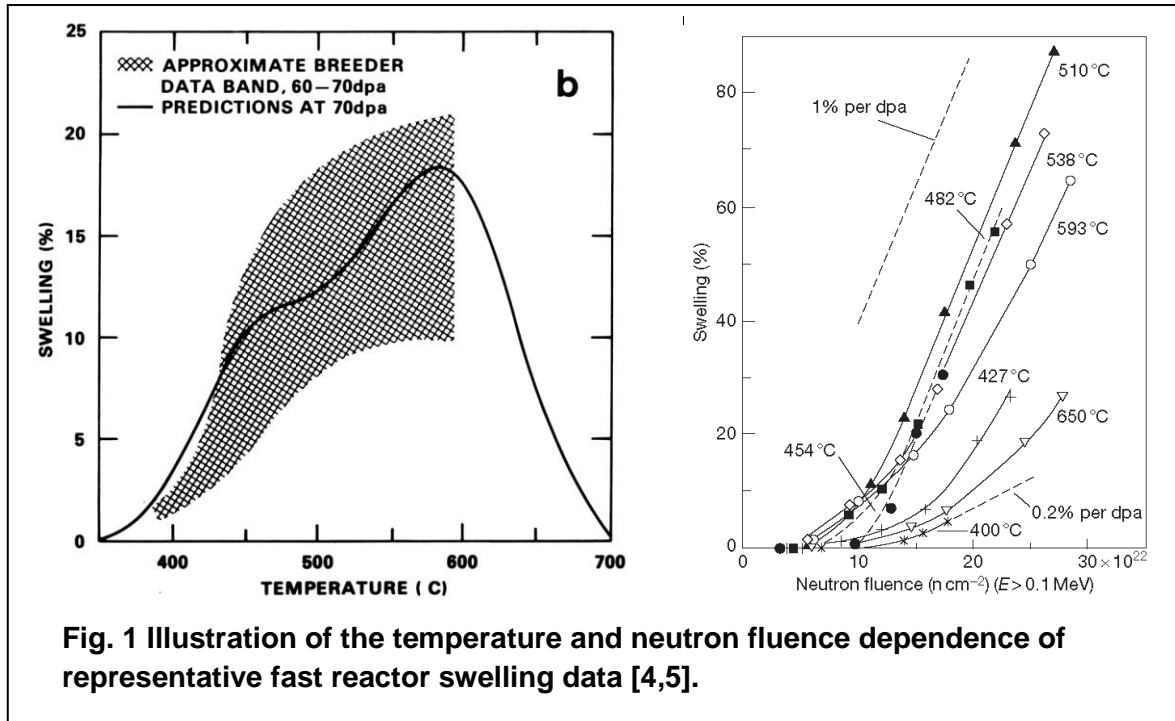 25
20
15
10
5
0
SWELLING (%)
APPROXIMATE BREEDER
DATA BAND, 60–70dpa
PREDICTIONS AT 70dpa
b
400
500
600
700
TEMPERATURE ( C)
80
60
40
20
0
Swelling (%)
1% per dpa
510 °C
538 °C
482 °C
593 °C
427 °C
650 °C
454 °C
0.2% per dpa
400 °C
0
10
20
30 × 10²²
Neutron fluence (n cm⁻²) (E > 0.1 MeV)
Fig. 1 Illustration of the temperature and neutron fluence dependence of
representative fast reactor swelling data [4,5].